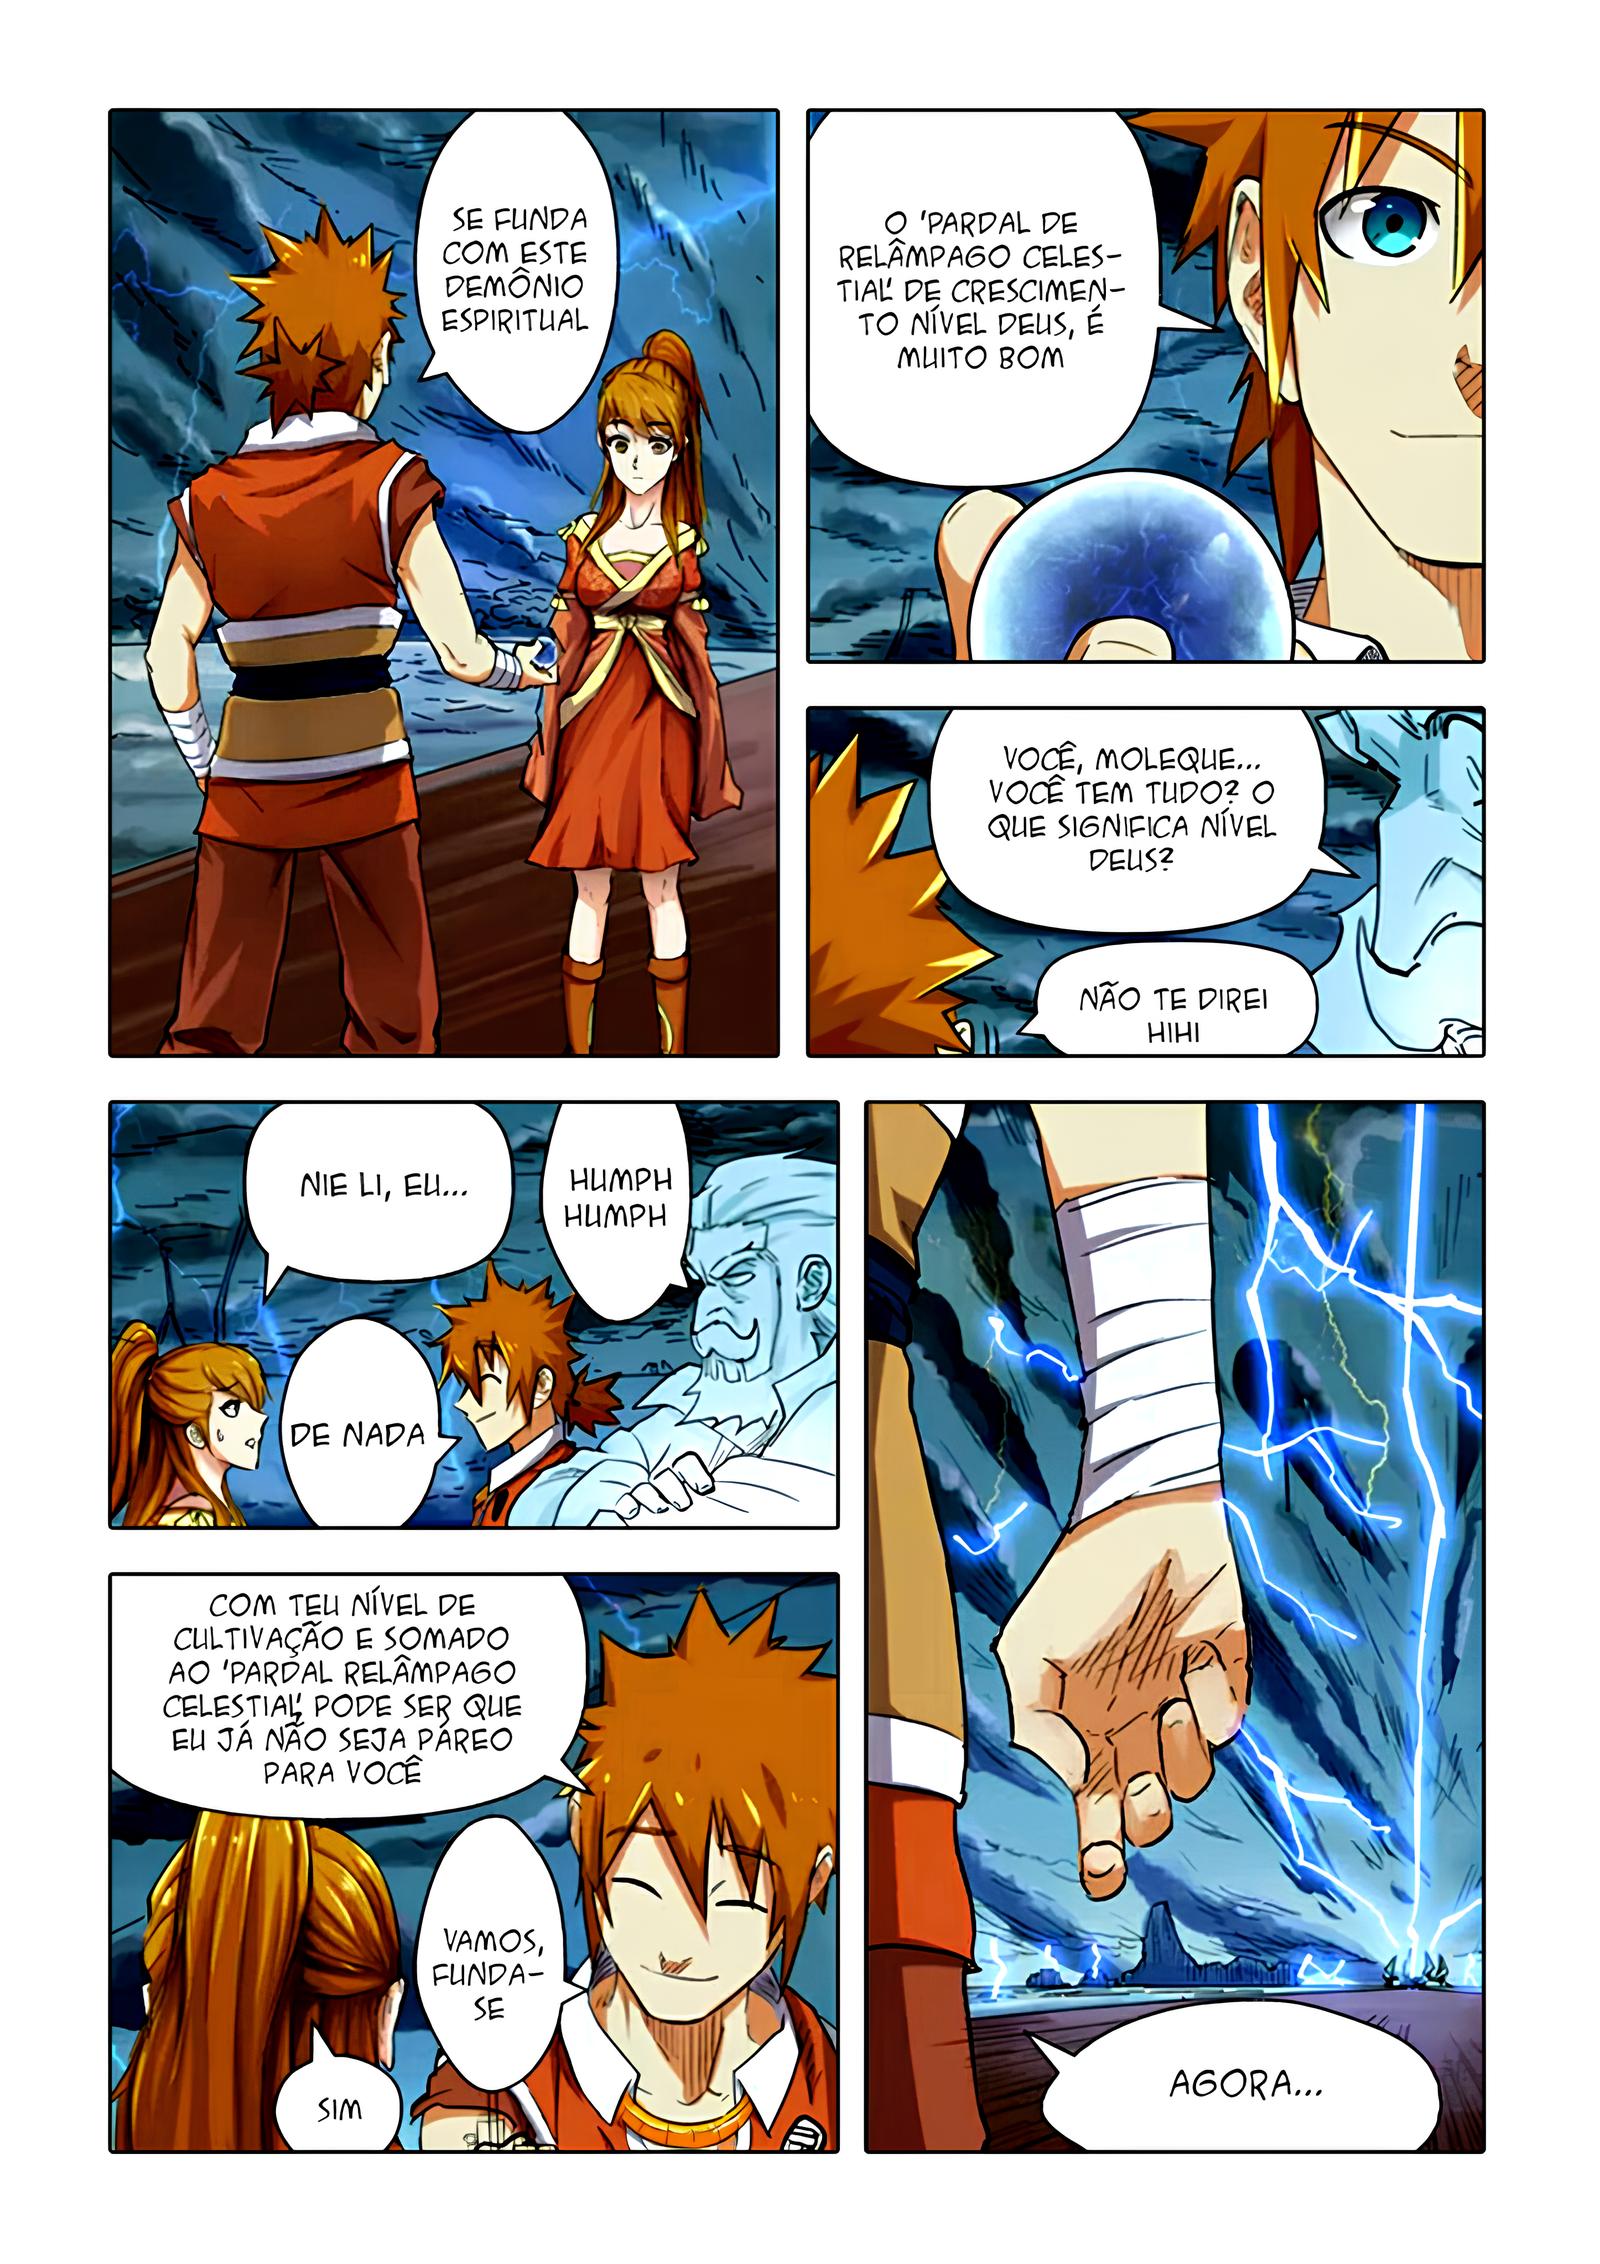 SE FUNDA
COM ESTE
DEMÔNIO
ESPIRITUAL
O 'PARDAL DE
RELÂMPAGO CELES-
TIAL' DE CRESCIMEN-
TO NÍVEL DEUS, É
MUITO BOM
VOCÊ, MOLEQUE...
VOCÊ TEM TUDO? O
QUE SIGNIFICA NÍVEL
DEUS?
NÃO TE DIREI
HIHI
NIE LI, EU...
HUMPH
HUMPH
DE NADA
COM TEU NÍVEL DE
CULTIVAÇÃO E SOMADO
AO 'PARDAL RELÂMPAGO
CELESTIAL', PODE SER QUE
EU JÁ NÃO SEJA PÁREO
PARA VOCÊ
VAMOS,
FUNDA-
SE
SIM
AGORA...